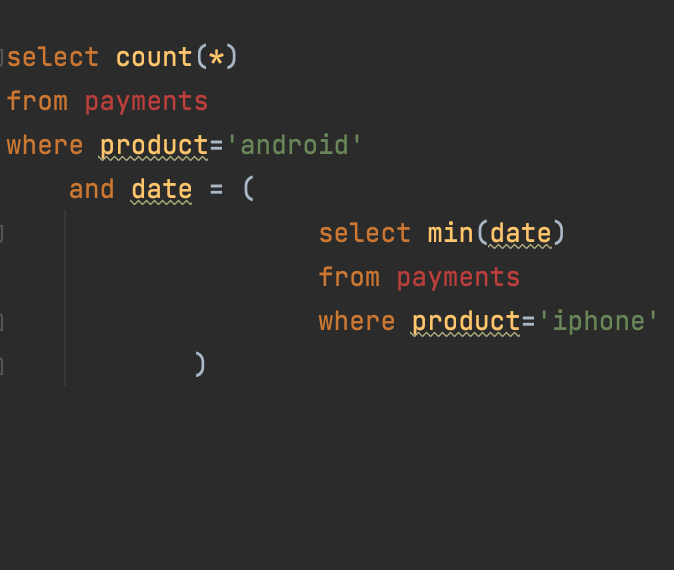 select count(*)
from payments
where product='android'
and date = (
select min(date)
from payments
where product='iphone'
)